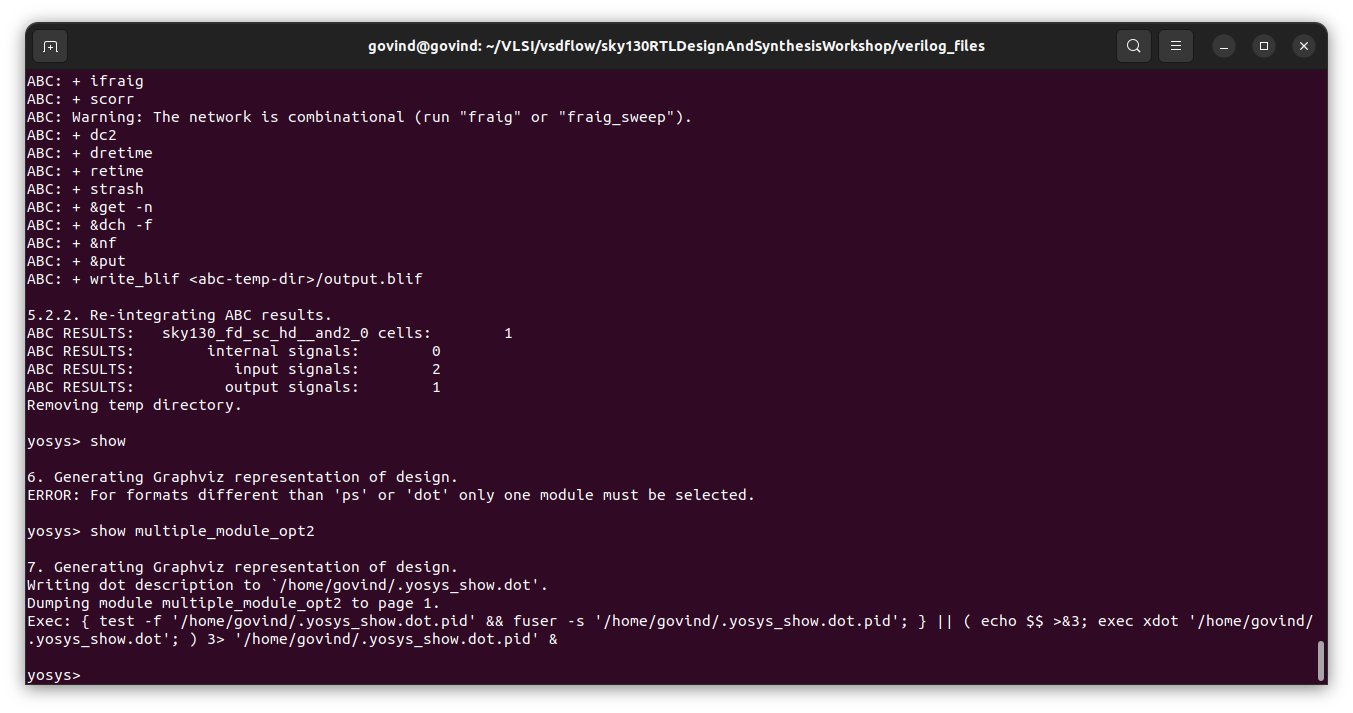 govind@govind: ~/VLSI/vsdflow/sky130RTLDesignAndSynthesisWorkshop/verilog_files
ABC: + ifraig
ABC: + scorr
ABC: Warning: The network is combinational (run "fraig" or "fraig_sweep").
ABC: + dc2
ABC: + dretime
ABC: + retime
ABC: + strash
ABC: + &get -n
ABC: + &dch -f
ABC: + &nf
ABC: + &put
ABC: + write_blif <abc-temp-dir>/output.blif
5.2.2. Re-integrating ABC results.
ABC RESULTS:   sky130_fd_sc_hd__and2_0 cells:        1
ABC RESULTS:        internal signals:        0
ABC RESULTS:           input signals:        2
ABC RESULTS:          output signals:        1
Removing temp directory.
yosys> show
6. Generating Graphviz representation of design.
ERROR: For formats different than 'ps' or 'dot' only one module must be selected.
yosys> show multiple_module_opt2
7. Generating Graphviz representation of design.
Writing dot description to `/home/govind/.yosys_show.dot'.
Dumping module multiple_module_opt2 to page 1.
Exec: { test -f '/home/govind/.yosys_show.dot.pid' && fuser -s '/home/govind/.yosys_show.dot.pid'; } || ( echo $$ >&3; exec xdot '/home/govind/
.yosys_show.dot'; ) 3> '/home/govind/.yosys_show.dot.pid' &
yosys>